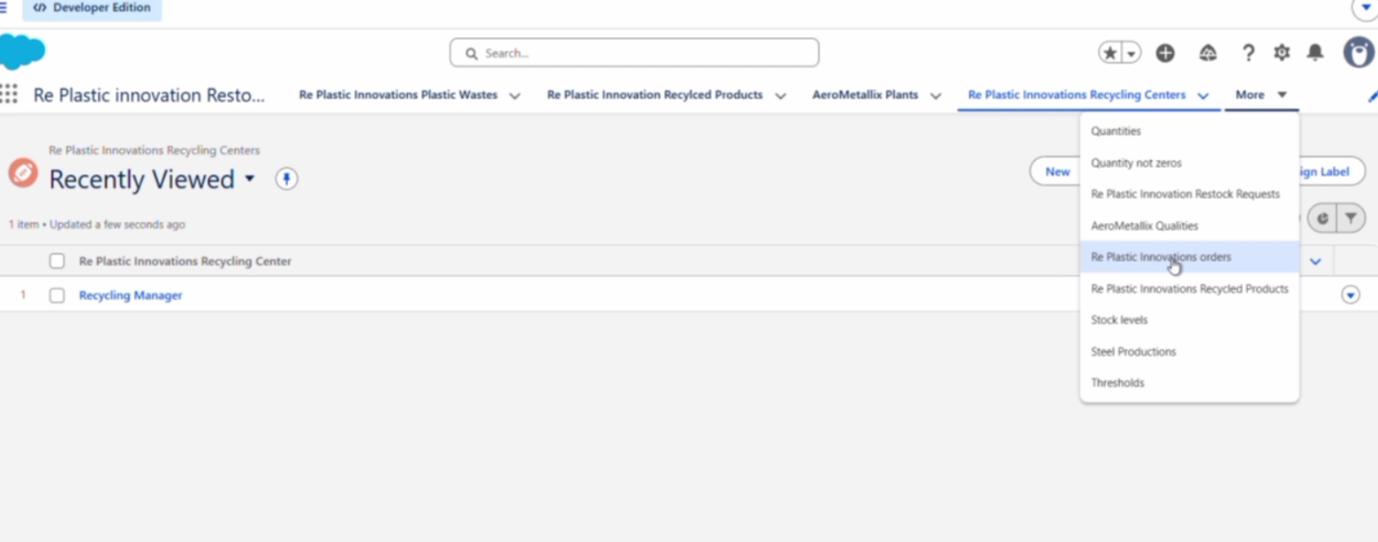 </> Developer Edition
Search...
Re Plastic innovation Resto...
Re Plastic Innovations Plastic Wastes
Re Plastic Innovation Recylced Products
AeroMetallix Plants
Re Plastic Innovations Recycling Centers
More
Quantities
Quantity not zeros
Re Plastic Innovation Restock Requests
AeroMetallix Qualities
Re Plastic Innovations orders
Re Plastic Innovations Recycled Products
Stock levels
Steel Productions
Thresholds
Re Plastic Innovations Recycling Centers
Recently Viewed
New
ign Label
1 item • Updated a few seconds ago
Re Plastic Innovations Recycling Center
1 Recycling Manager